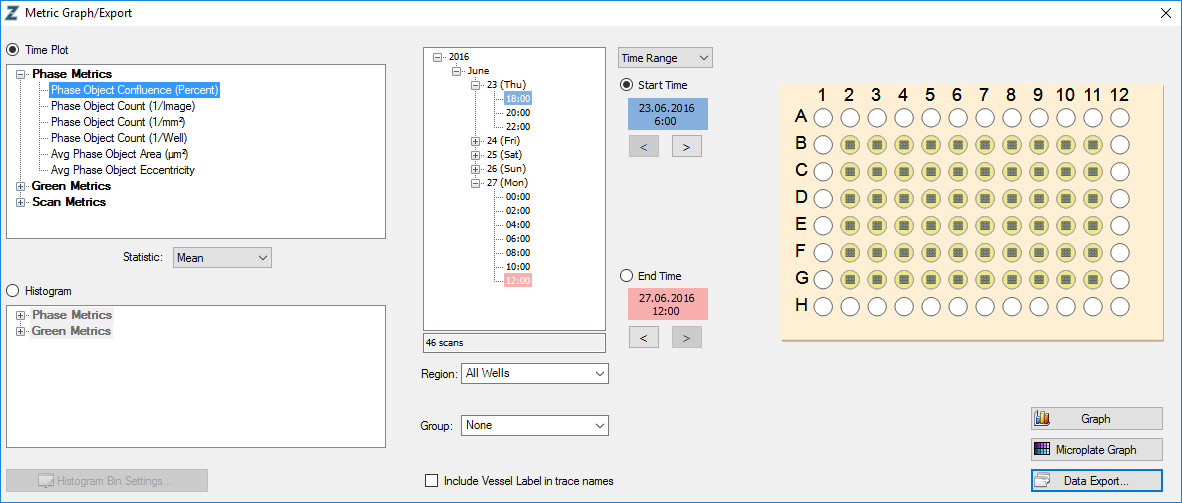 Metric Graph/Export
Time Plot
Phase Metrics
Phase Object Confluence (Percent)
Phase Object Count (1/Image)
Phase Object Count (1/mm²)
Phase Object Count (1/Well)
Avg Phase Object Area (µm²)
Avg Phase Object Eccentricity
Green Metrics
Scan Metrics
Statistic: Mean
Histogram
Phase Metrics
Green Metrics
Histogram Bin Settings...
2016
June
23 (Thu)
18:00
20:00
22:00
24 (Fri)
25 (Sat)
26 (Sun)
27 (Mon)
00:00
02:00
04:00
06:00
08:00
10:00
12:00
46 scans
Region: All Wells
Group: None
Include Vessel Label in trace names
Time Range
Start Time
23.06.2016
6:00
< >
End Time
27.06.2016
12:00
< >
1 2 3 4 5 6 7 8 9 10 11 12
A
B
C
D
E
F
G
H
Graph
Microplate Graph
Data Export...